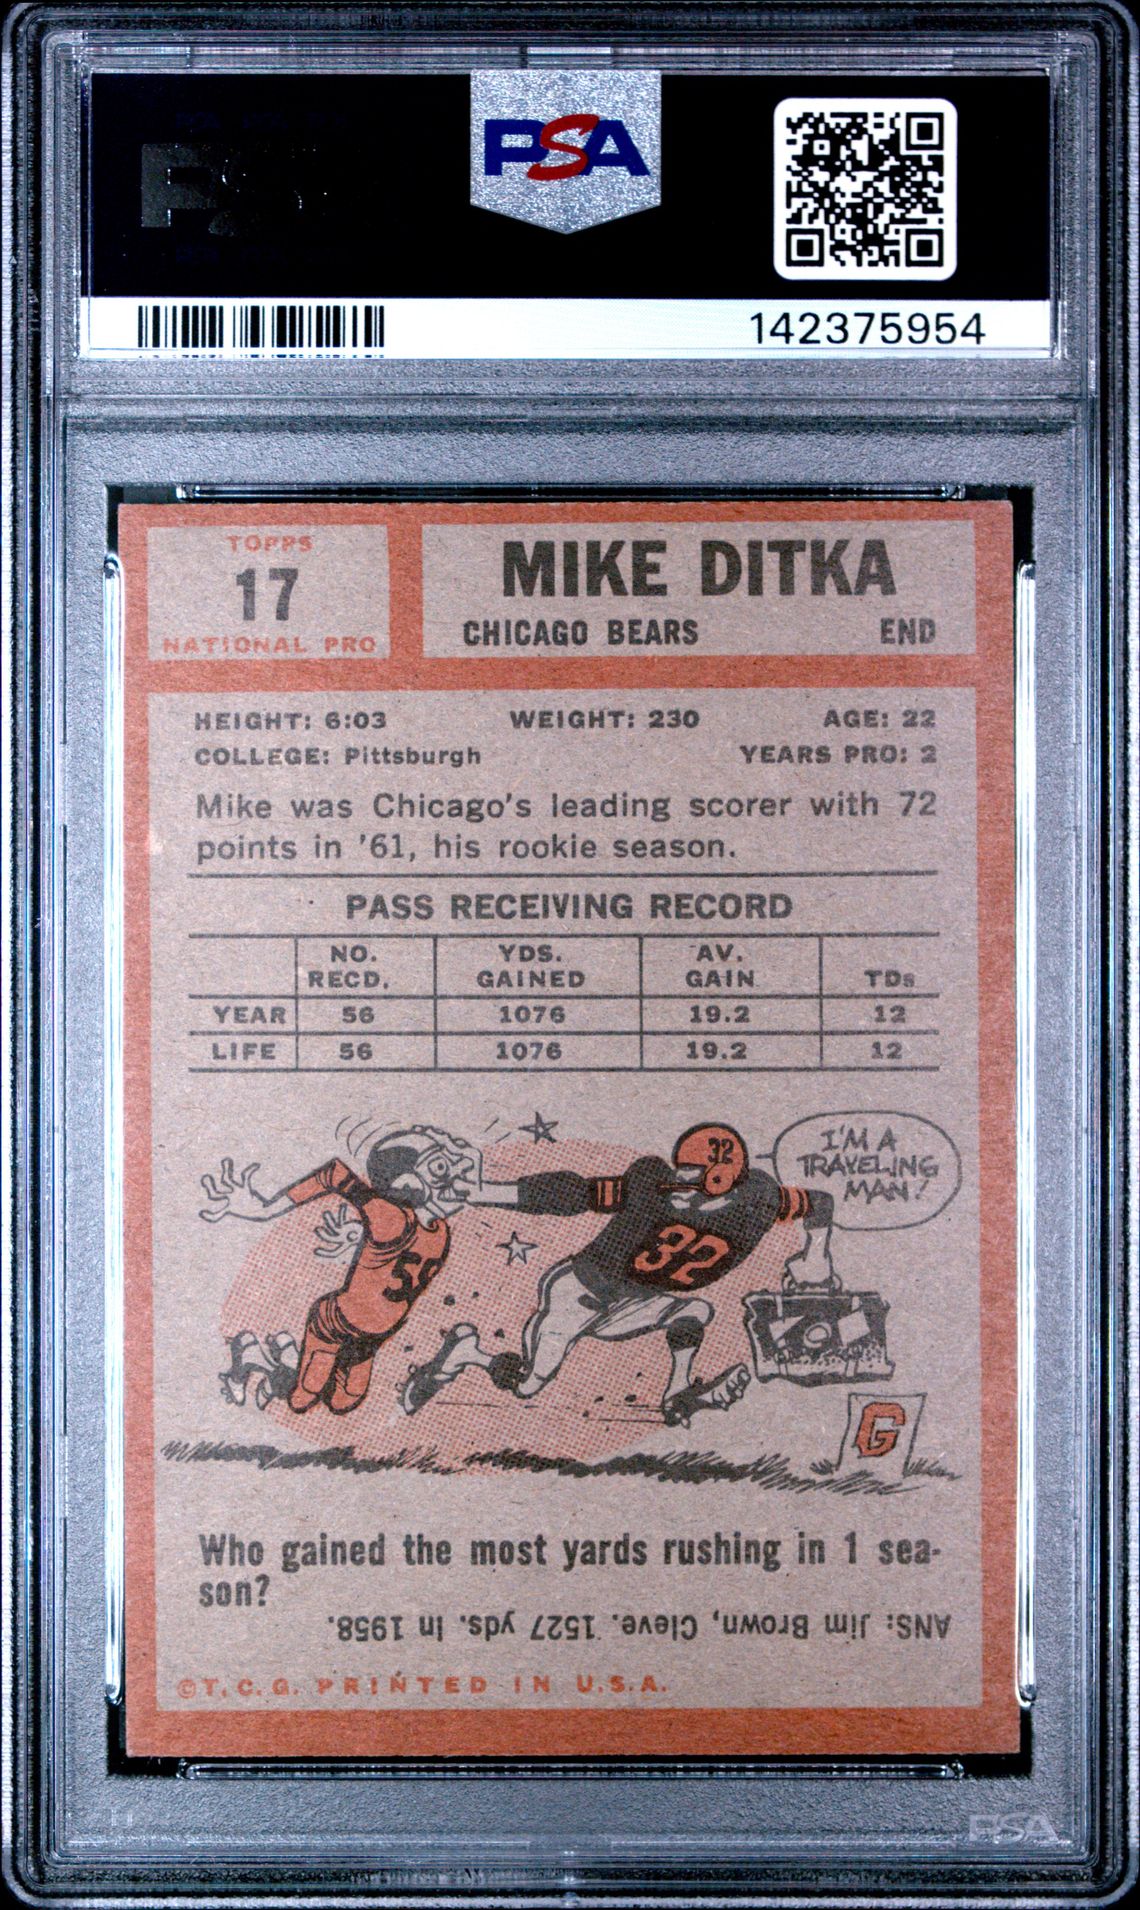 PSA
142375954
TOPPS
17
NATIONAL PRO
MIKE DITKA
CHICAGO BEARS END
HEIGHT: 6:03 WEIGHT: 230 AGE: 22
COLLEGE: Pittsburgh YEARS PRO: 2
Mike was Chicago's leading scorer with 72
points in '61, his rookie season.
PASS RECEIVING RECORD
NO. RECD. YDS. GAINED AV. GAIN TDs
YEAR 56 1076 19.2 12
LIFE 56 1076 19.2 12
I'M A
TRAVELING
MAN!
32
32
G
Who gained the most yards rushing in 1 sea-
son?
ANS: Jim Brown, Cleve. 1527 yds. in 1958.
©T.C.G. PRINTED IN U.S.A.
PSA